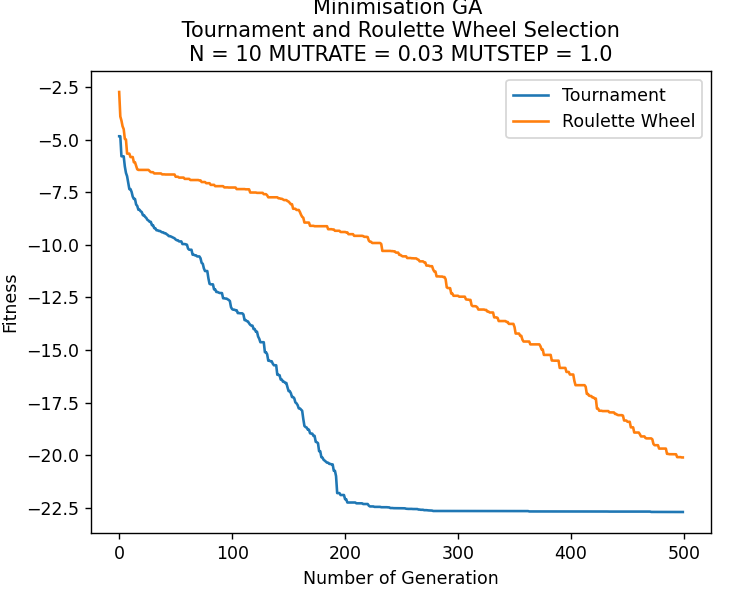 Minimisation GA
Tournament and Roulette Wheel Selection
N = 10 MUTRATE = 0.03 MUTSTEP = 1.0
Tournament
Roulette Wheel
−2.5
−5.0
−7.5
−10.0
−12.5
−15.0
−17.5
−20.0
−22.5
Fitness
0 100 200 300 400 500
Number of Generation